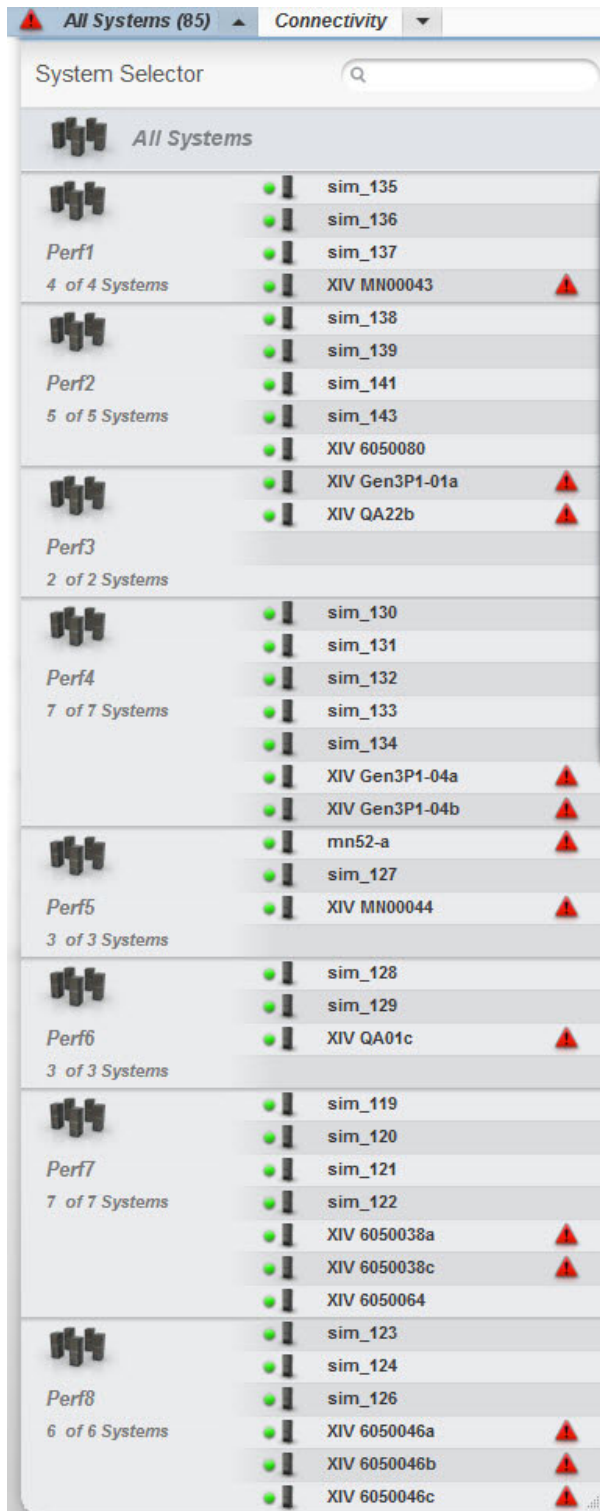 All Systems (85) Connectivity
System Selector
All Systems
Perf1
4 of 4 Systems
sim_135
sim_136
sim_137
XIV MN00043
Perf2
5 of 5 Systems
sim_138
sim_139
sim_141
sim_143
XIV 6050080
Perf3
2 of 2 Systems
XIV Gen3P1-01a
XIV QA22b
Perf4
7 of 7 Systems
sim_130
sim_131
sim_132
sim_133
sim_134
XIV Gen3P1-04a
XIV Gen3P1-04b
Perf5
3 of 3 Systems
mn52-a
sim_127
XIV MN00044
Perf6
3 of 3 Systems
sim_128
sim_129
XIV QA01c
Perf7
7 of 7 Systems
sim_119
sim_120
sim_121
sim_122
XIV 6050038a
XIV 6050038c
XIV 6050064
Perf8
6 of 6 Systems
sim_123
sim_124
sim_126
XIV 6050046a
XIV 6050046b
XIV 6050046c